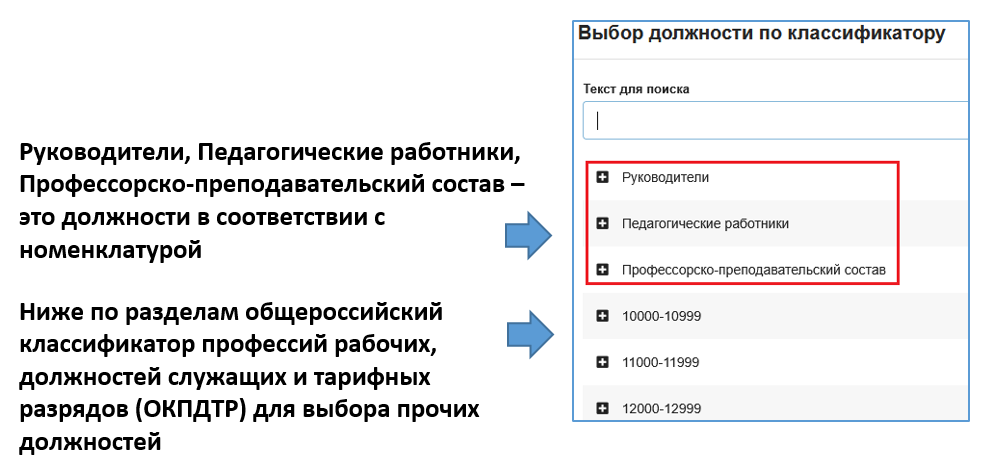 Руководители, Педагогические работники,
Профессорско-преподавательский состав –
это должности в соответствии с
номенклатурой
Ниже по разделам общероссийский
классификатор профессий рабочих,
должностей служащих и тарифных
разрядов (ОКПДТР) для выбора прочих
должностей
Выбор должности по классификатору
Текст для поиска
Руководители
Педагогические работники
Профессорско-преподавательский состав
10000-10999
11000-11999
12000-12999